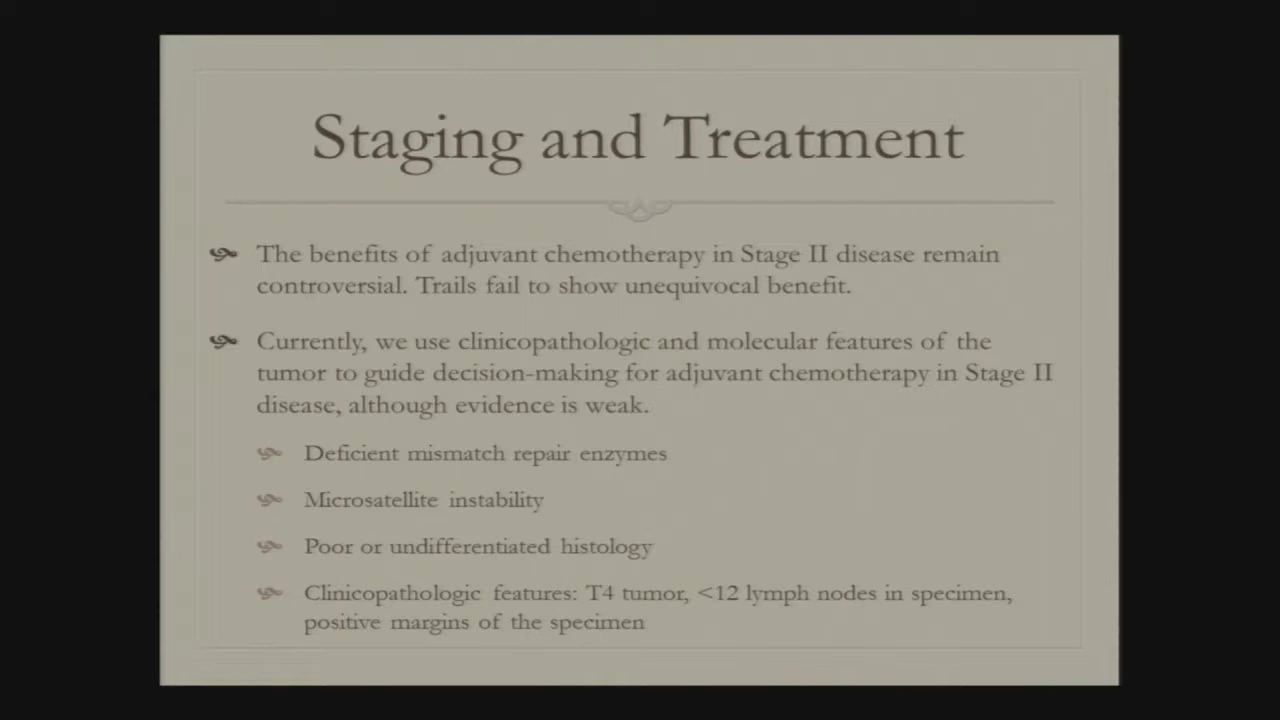 Staging and Treatment
The benefits of adjuvant chemotherapy in Stage II disease remain
controversial. Trails fail to show unequivocal benefit.
Currently, we use clinicopathologic and molecular features of the
tumor to guide decision-making for adjuvant chemotherapy in Stage II
disease, although evidence is weak.
Deficient mismatch repair enzymes
Microsatellite instability
Poor or undifferentiated histology
Clinicopathologic features: T4 tumor, <12 lymph nodes in specimen,
positive margins of the specimen